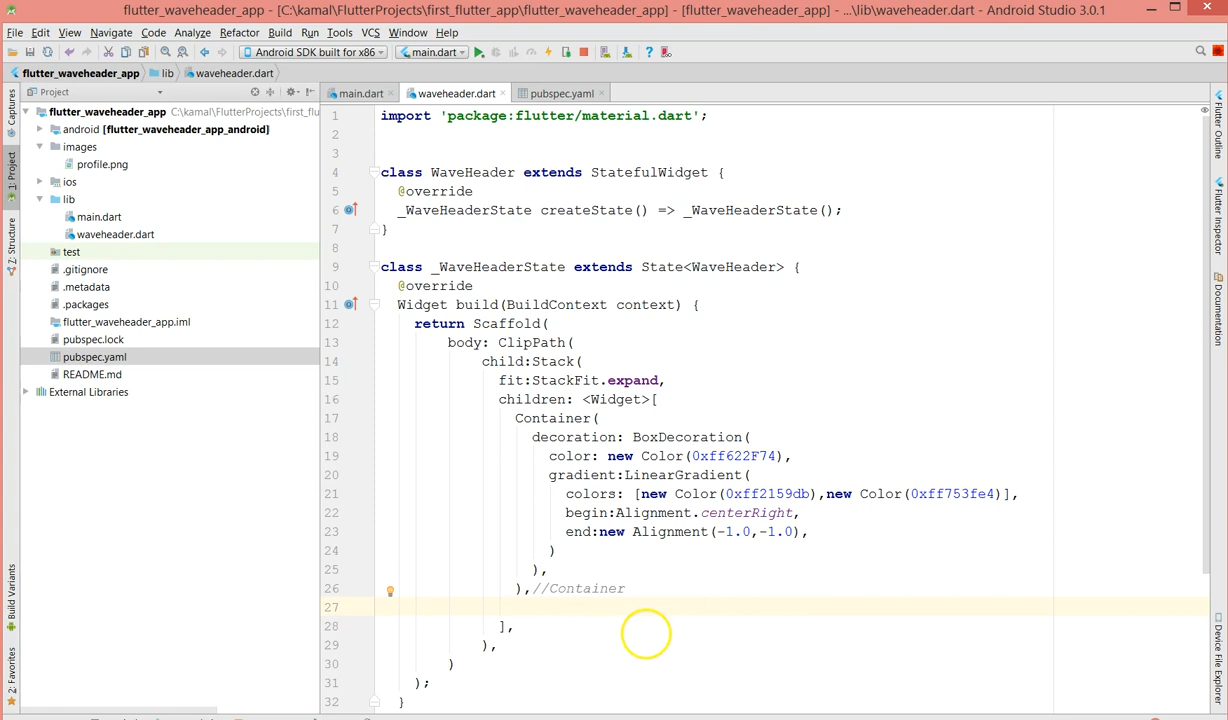 flutter_waveheader_app - [C:\kamal\FlutterProjects\first_flutter_app\flutter_waveheader_app] - [flutter_waveheader_app] - ...\lib\waveheader.dart - Android Studio 3.0.1
File Edit View Navigate Code Analyze Refactor Build Run Tools VCS Window Help
Android SDK built for x86 main.dart
flutter_waveheader_app lib waveheader.dart
Project
main.dart waveheader.dart pubspec.yaml
Captures
1: Project
Z: Structure
Build Variants
2: Favorites
flutter_waveheader_app C:\kamal\FlutterProjects\first_flu
android [flutter_waveheader_app_android]
images
profile.png
ios
lib
main.dart
waveheader.dart
test
.gitignore
.metadata
.packages
flutter_waveheader_app.iml
pubspec.lock
pubspec.yaml
README.md
External Libraries
1 import 'package:flutter/material.dart';
2
3
4 class WaveHeader extends StatefulWidget {
5 @override
6 _WaveHeaderState createState() => _WaveHeaderState();
7 }
8
9 class _WaveHeaderState extends State<WaveHeader> {
10 @override
11 Widget build(BuildContext context) {
12 return Scaffold(
13 body: ClipPath(
14 child:Stack(
15 fit:StackFit.expand,
16 children: <Widget>[
17 Container(
18 decoration: BoxDecoration(
19 color: new Color(0xff622F74),
20 gradient:LinearGradient(
21 colors: [new Color(0xff2159db),new Color(0xff753fe4)],
22 begin:Alignment.centerRight,
23 end:new Alignment(-1.0,-1.0),
24 )
25 ),
26 ),//Container
27
28 ],
29 ),
30 )
31 );
32 }
Flutter Outline
Flutter Inspector
Documentation
Device File Explorer